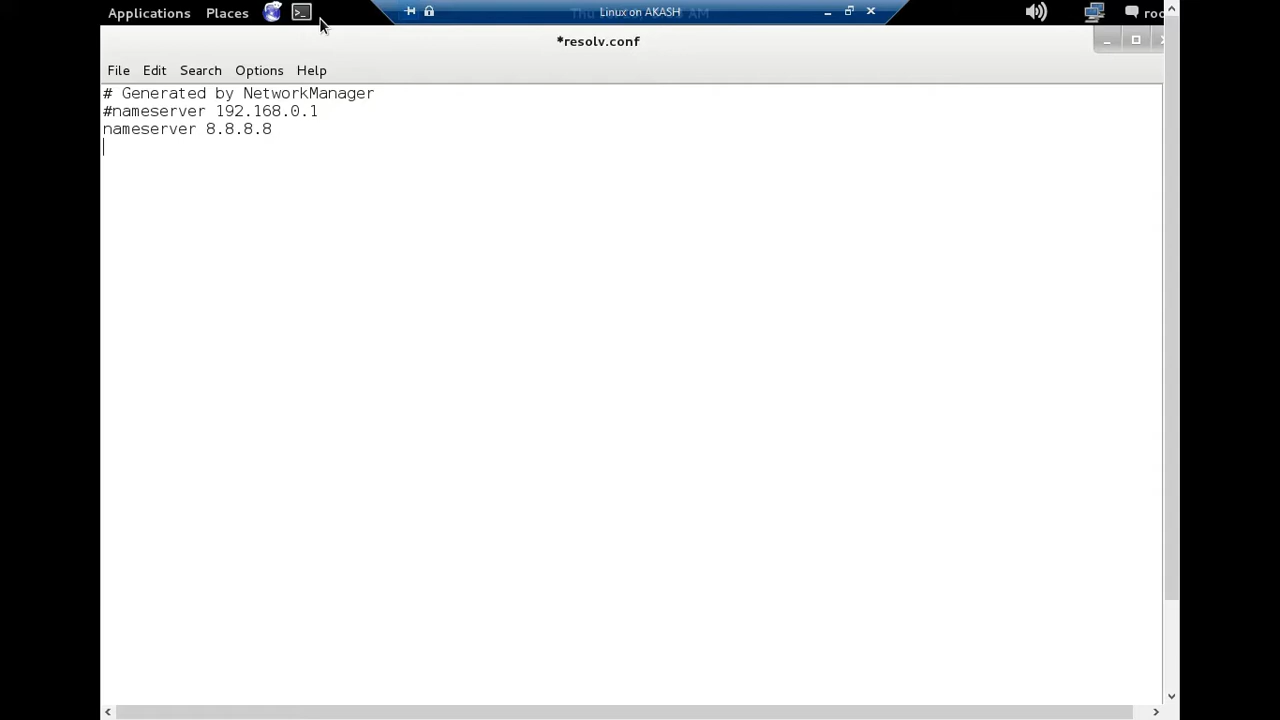 Applications Places Linux on AKASH roo
*resolv.conf
File Edit Search Options Help
# Generated by NetworkManager
#nameserver 192.168.0.1
nameserver 8.8.8.8